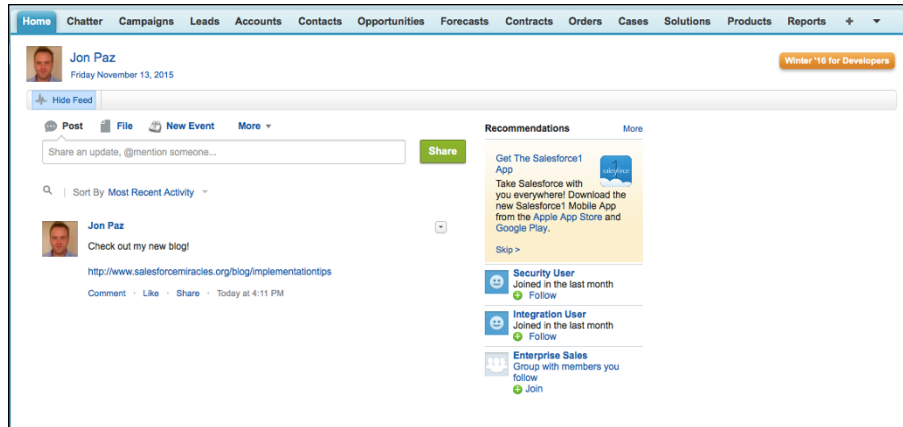 Home Chatter Campaigns Leads Accounts Contacts Opportunities Forecasts Contracts Orders Cases Solutions Products Reports +
Jon Paz
Friday November 13, 2015
Winter '16 for Developers
Hide Feed
Post File New Event More
Share an update, @mention someone...
Share
Sort By Most Recent Activity
Jon Paz
Check out my new blog!
http://www.salesforcemiracles.org/blog/implementationtips
Comment · Like · Share · Today at 4:11 PM
Recommendations More
Get The Salesforce1
App
salesforce
Take Salesforce with
you everywhere! Download the
new Salesforce1 Mobile App
from the Apple App Store and
Google Play.
Skip >
Security User
Joined in the last month
Follow
Integration User
Joined in the last month
Follow
Enterprise Sales
Group with members you
follow
Join